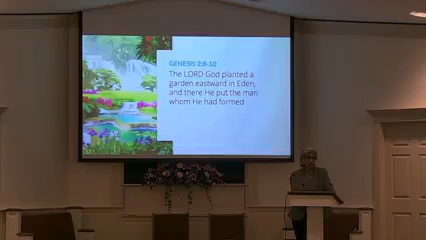 GENESIS 2:8-10
The LORD God planted a
garden eastward in Eden,
and there He put the man
whom He had formed